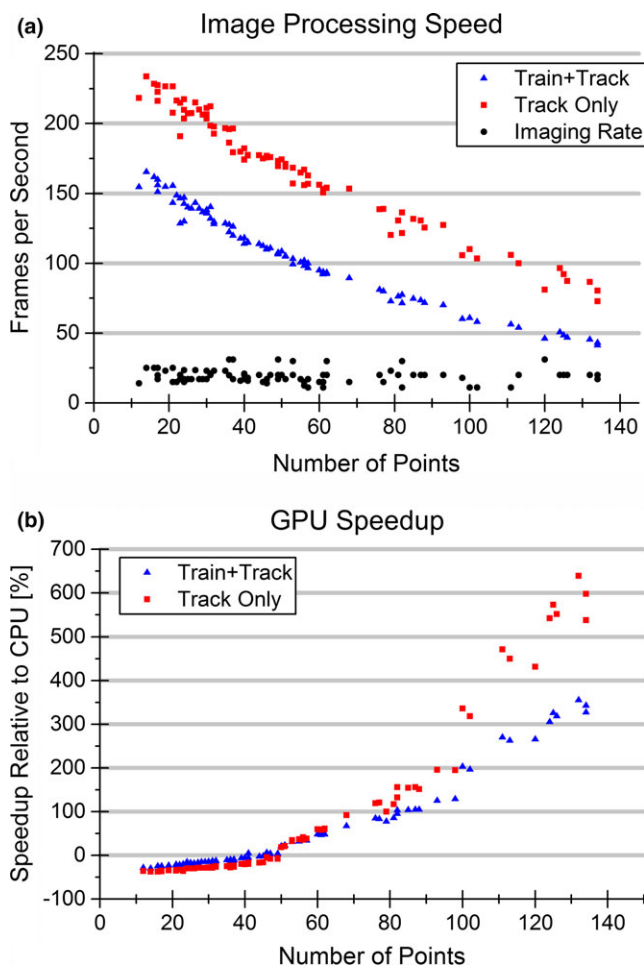 (a) Image Processing Speed
250
200
150
100
50
0
Frames per Second
Train+Track
Track Only
Imaging Rate
0 20 40 60 80 100 120 140
Number of Points
(b) GPU Speedup
700
600
500
400
300
200
100
0
-100
Speedup Relative to CPU [%]
Train+Track
Track Only
0 20 40 60 80 100 120 140
Number of Points